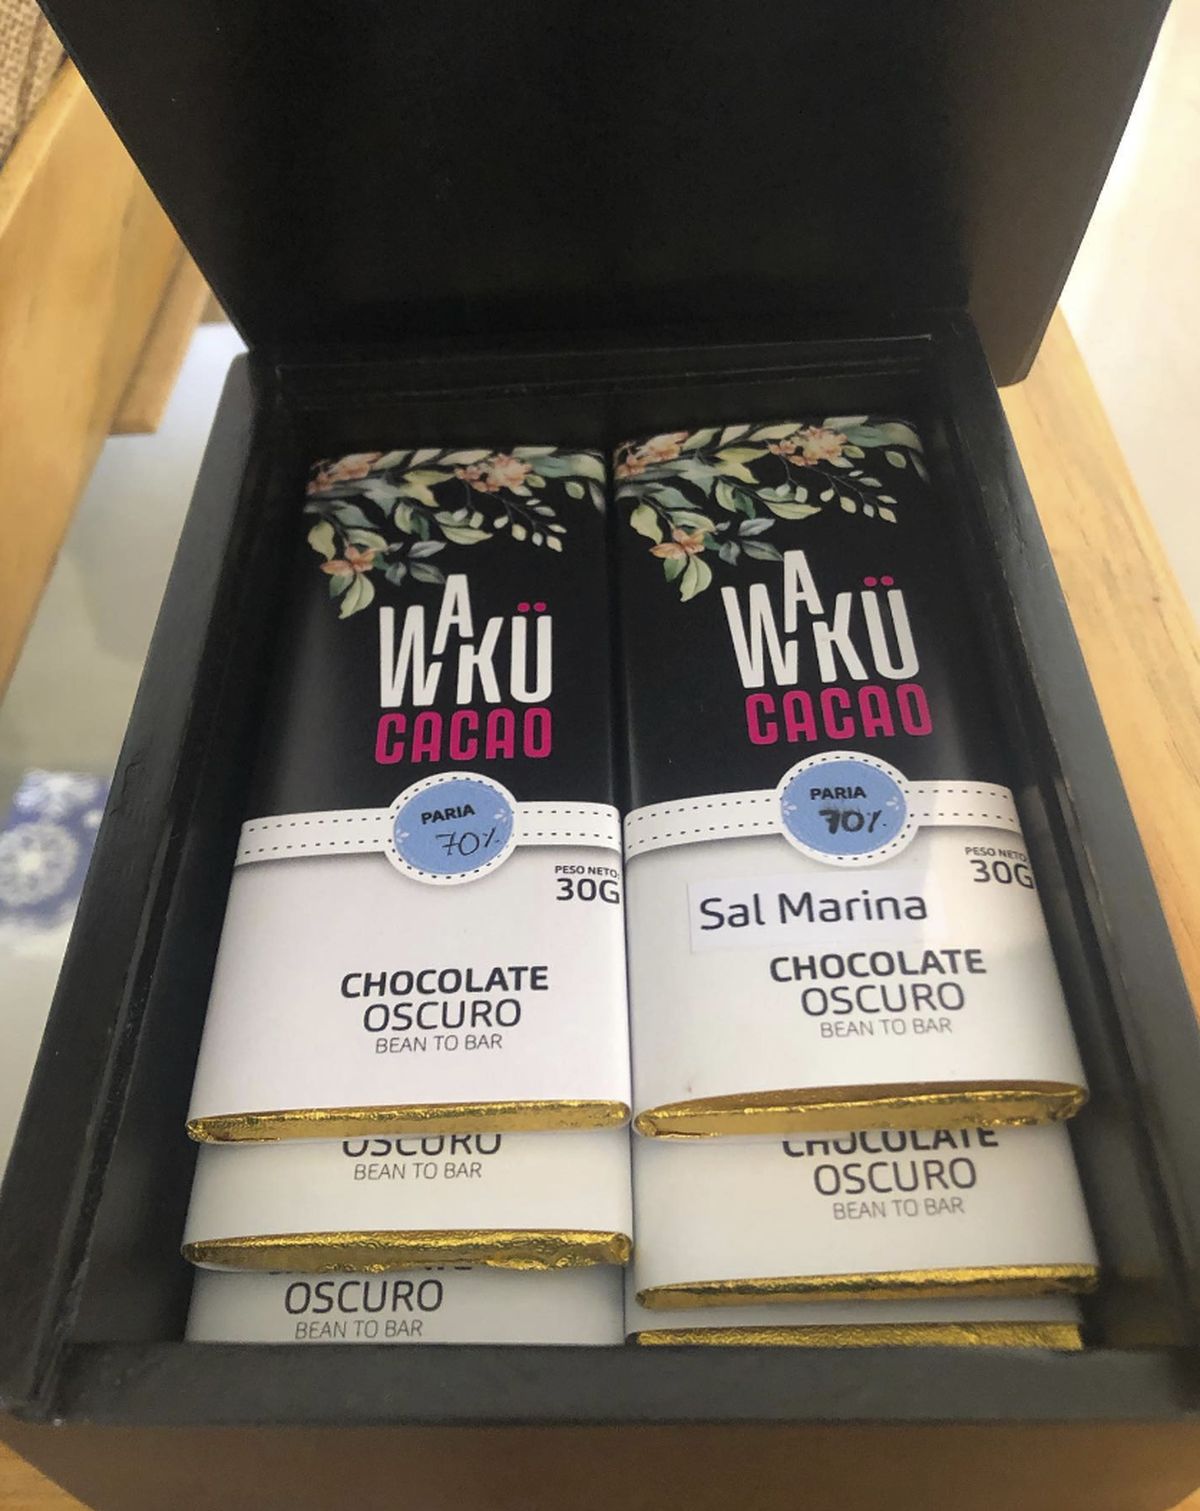 WAKÜ
CACAO
PARIA
70%
PESO NETO:
30G
CHOCOLATE
OSCURO
BEAN TO BAR
OSCURO
BEAN TO BAR
OSCURO
BEAN TO BAR
WAKÜ
CACAO
PARIA
70%
PESO NETO:
30G
Sal Marina
CHOCOLATE
OSCURO
BEAN TO BAR
CHOCOLATE
OSCURO
BEAN TO BAR